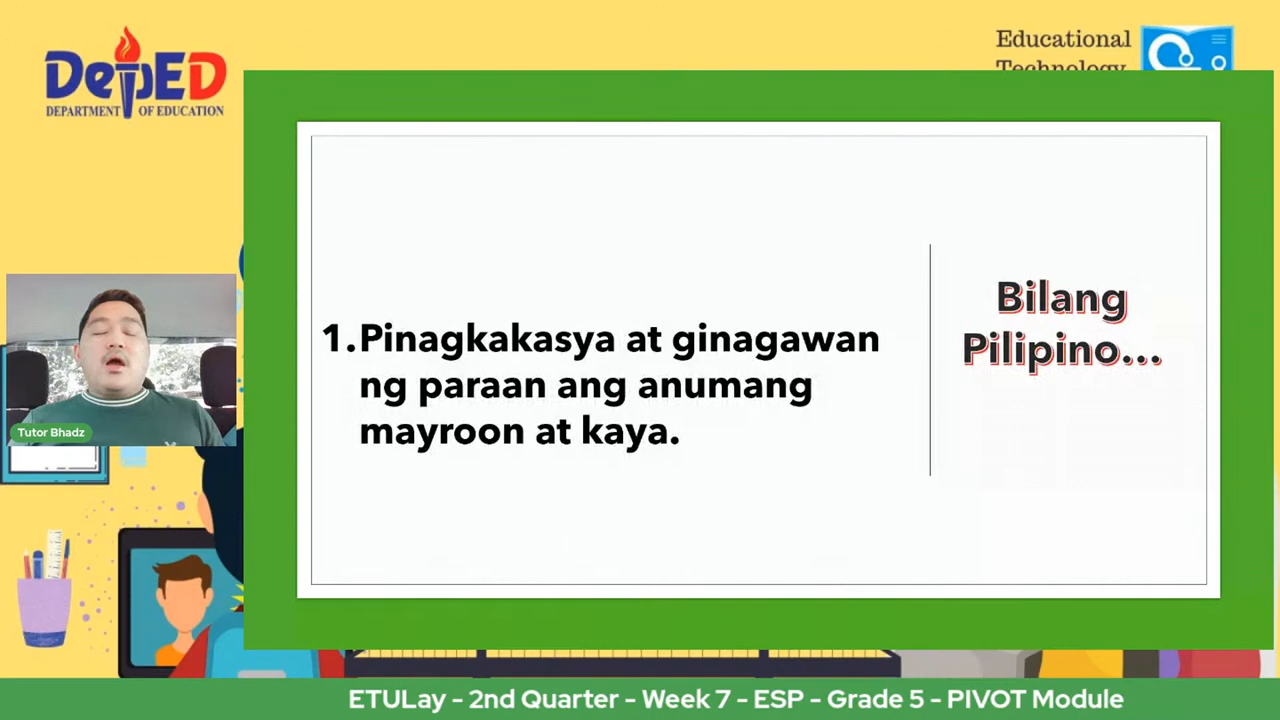 DepED
DEPARTMENT OF EDUCATION
Educational
Technology
1.Pinagkakasya at ginagawan
ng paraan ang anumang
mayroon at kaya.
Bilang
Pilipino...
Tutor Bhadz
ETULay - 2nd Quarter - Week 7 - ESP - Grade 5 - PIVOT Module